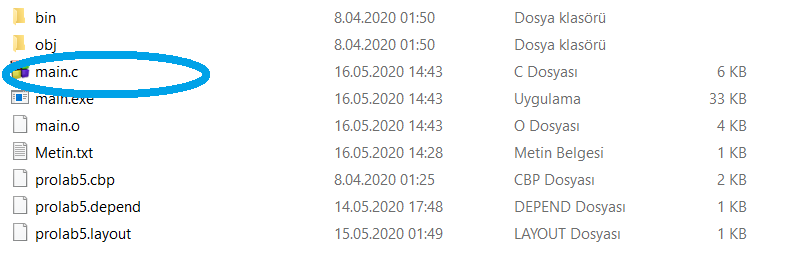 bin 8.04.2020 01:50 Dosya klasörü
obj 8.04.2020 01:50 Dosya klasörü
main.c 16.05.2020 14:43 C Dosyası 6 KB
main.exe 16.05.2020 14:43 Uygulama 33 KB
main.o 16.05.2020 14:43 O Dosyası 4 KB
Metin.txt 16.05.2020 14:28 Metin Belgesi 1 KB
prolab5.cbp 8.04.2020 01:25 CBP Dosyası 2 KB
prolab5.depend 14.05.2020 17:48 DEPEND Dosyası 1 KB
prolab5.layout 15.05.2020 01:49 LAYOUT Dosyası 1 KB